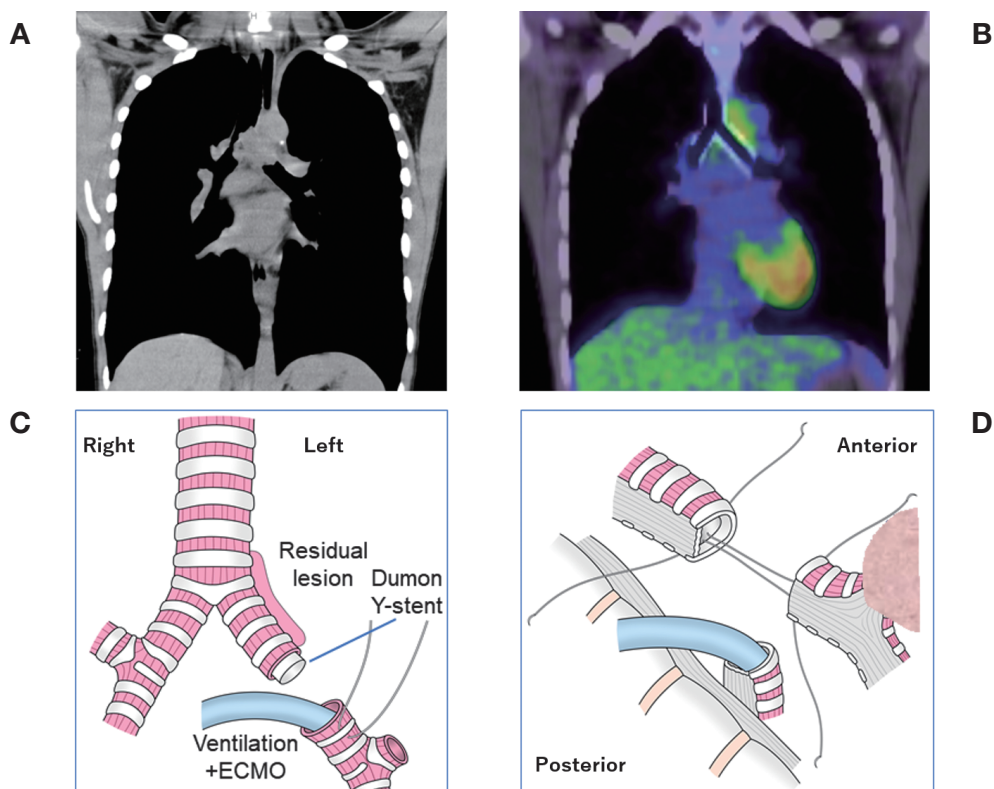 A
B
C
Right
Left
Residual
lesion
Dumon
Y-stent
Ventilation
+ECMO
D
Anterior
Posterior